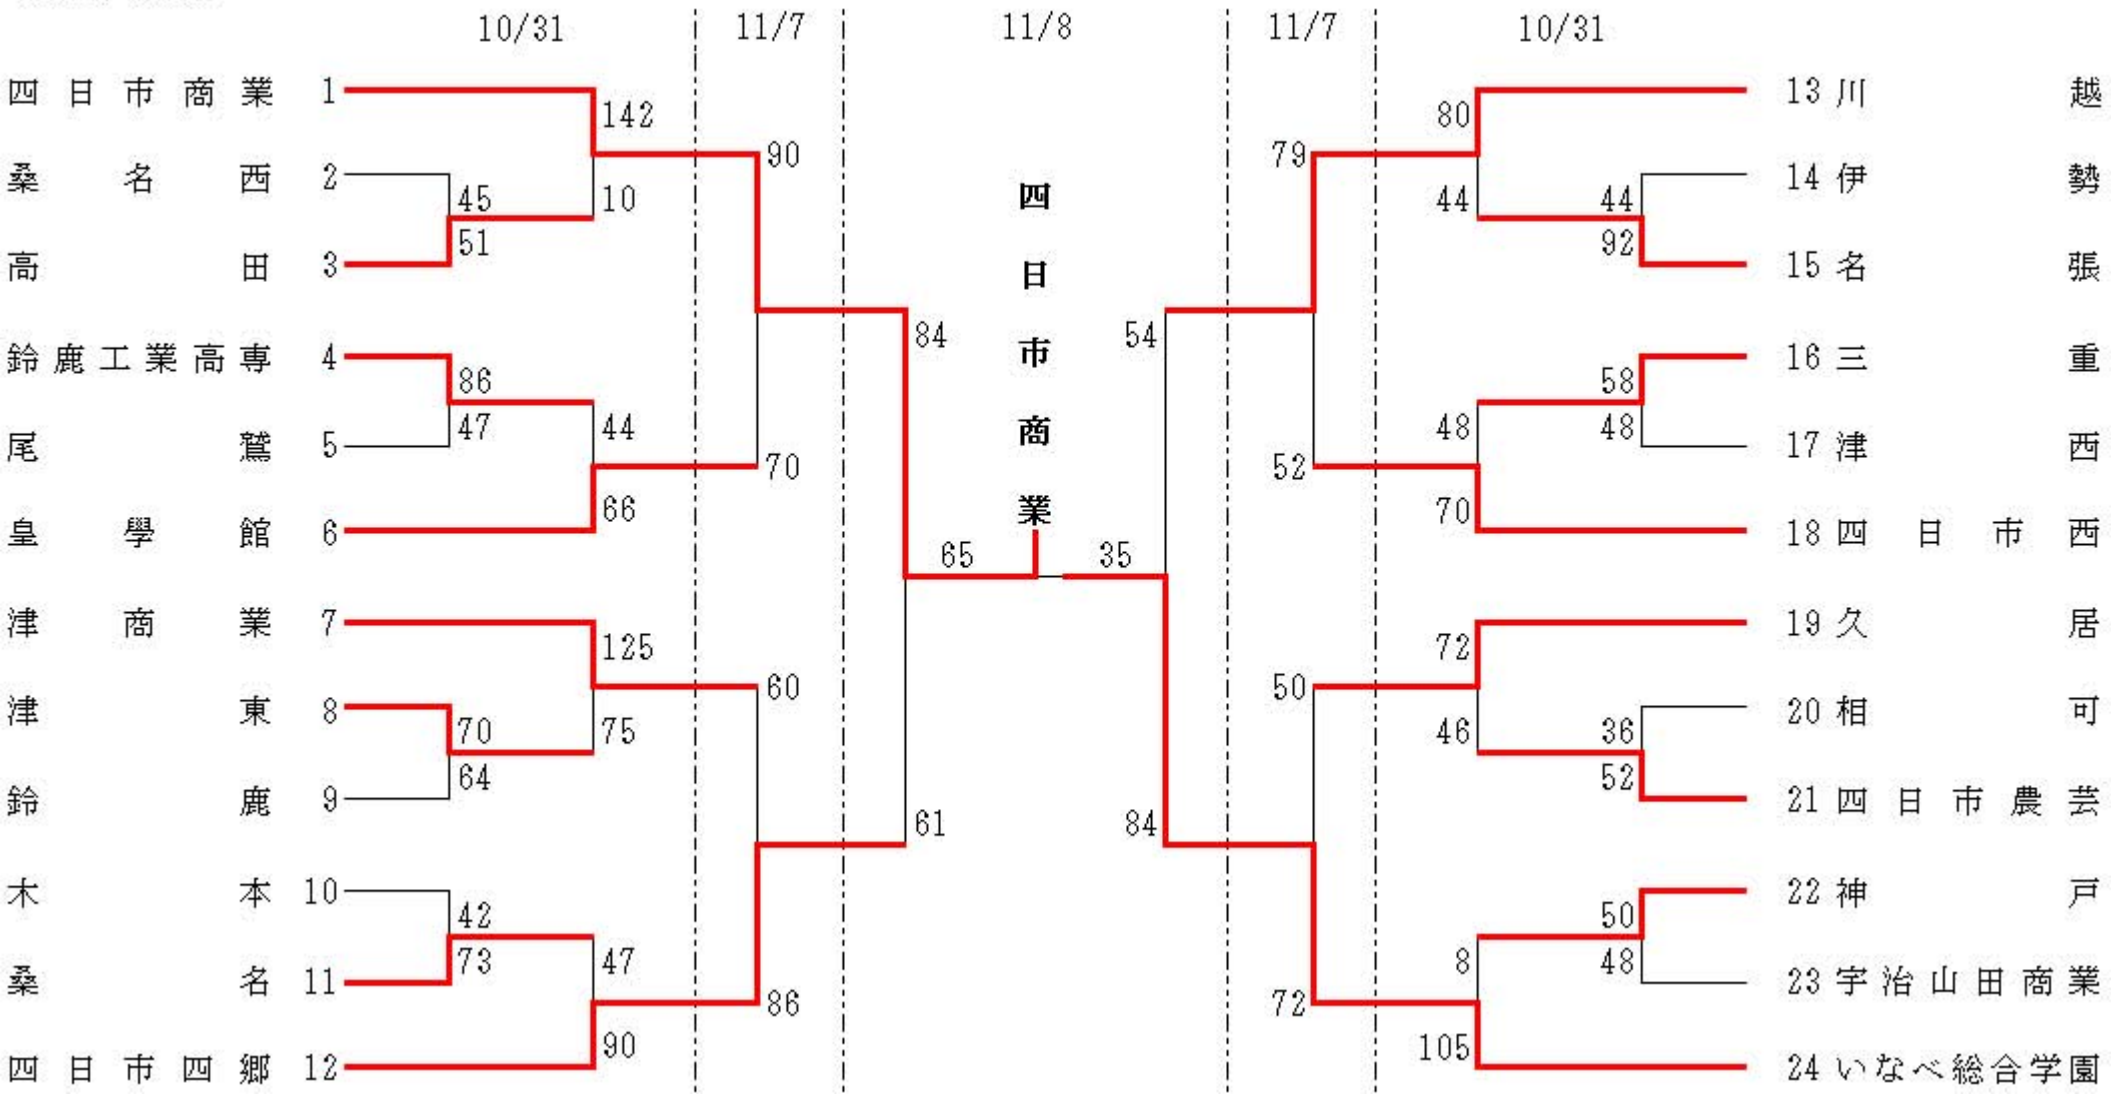 10/31 11/7 11/8 11/7 10/31
四日市商業 1
142
桑名西 2
45
10
51
高田 3
鈴鹿工業高専 4
86
47
44
尾鷲 5
66
皇學館 6
津商業 7
125
津東 8
70
75
64
鈴鹿 9
木本 10
42
73
47
桑名 11
90
四日市四郷 12
90
70
60
86
84
61
四日市商業
65 35
54
84
79
52
50
72
13 川越
80
14 伊勢
44
44
92
15 名張
16 三重
58
48
48
17 津西
70
18 四日市西
19 久居
72
20 相可
36
46
52
21 四日市農芸
22 神戸
50
8
48
23 宇治山田商業
105
24 いなべ総合学園